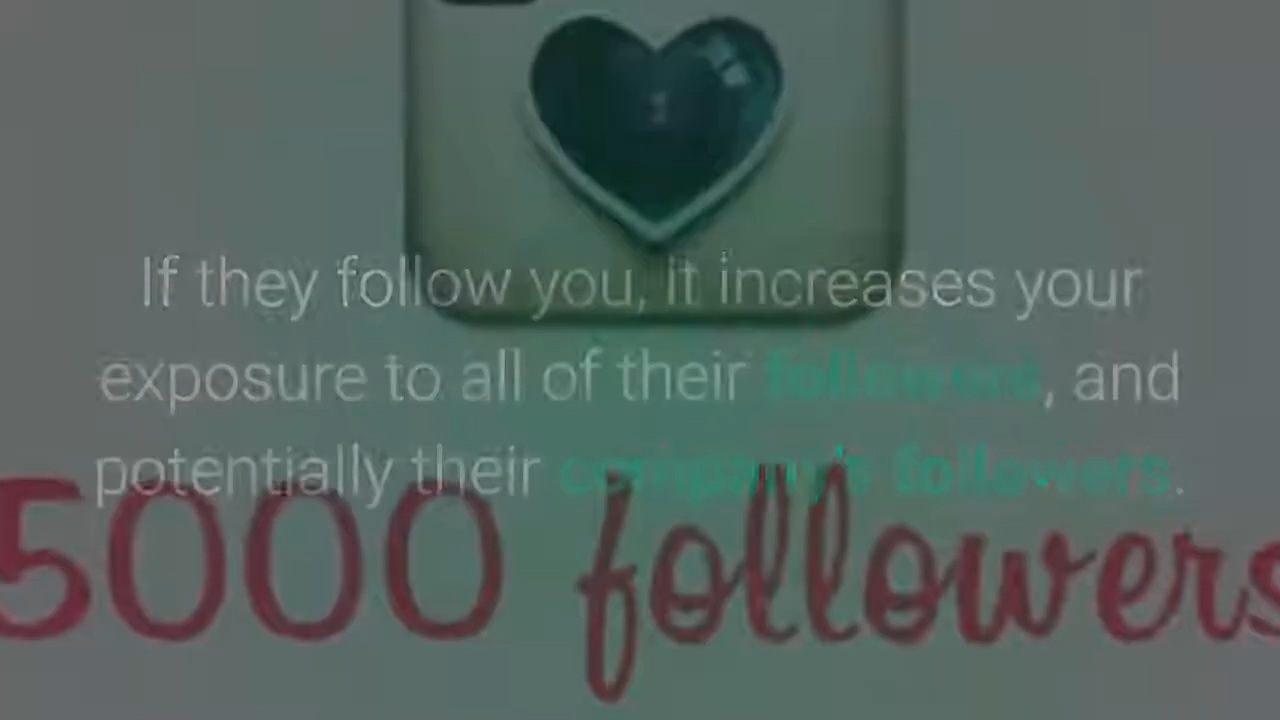 If they follow you, it increases your
exposure to all of their followers, and
potentially their company's followers.
5000 followers